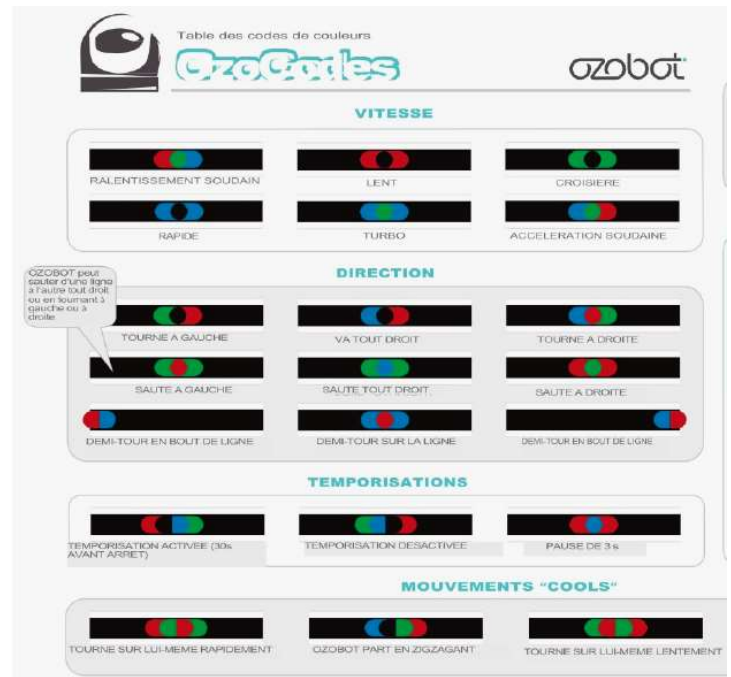 Table des codes de couleurs
OzoCodes
ozobot
VITESSE
RALENTISSEMENT SOUDAIN
LENT
CROISIERE
RAPIDE
TURBO
ACCELERATION SOUDAINE
DIRECTION
OZOBOT peut
sauter d'une ligne
à l'autre tout droit
ou en tournant à
gauche ou à
droite
TOURNE A GAUCHE
VA TOUT DROIT
TOURNE A DROITE
SAUTE A GAUCHE
SAUTE TOUT DROIT
SAUTE A DROITE
DEMI-TOUR EN BOUT DE LIGNE
DEMI-TOUR SUR LA LIGNE
DEMI-TOUR EN BOUT DE LIGNE
TEMPORISATIONS
TEMPORISATION ACTIVEE (30s
AVANT ARRET)
TEMPORISATION DESACTIVEE
PAUSE DE 3 s
MOUVEMENTS "COOLS"
TOURNE SUR LUI-MEME RAPIDEMENT
OZOBOT PART EN ZIGZAGANT
TOURNE SUR LUI-MEME LENTEMENT